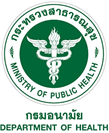 กระทรวงสาธารณสุข
MINISTRY OF PUBLIC HEALTH
กรมอนามัย
DEPARTMENT OF HEALTH